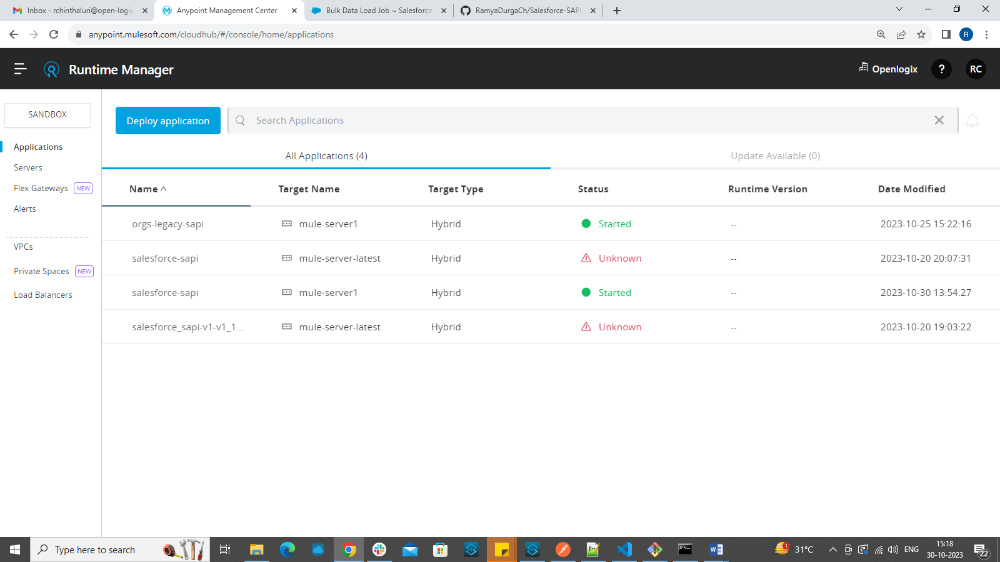 Inbox - rchinthaluri@open-logix
Anypoint Management Center
Bulk Data Load Job ~ Salesforce
RamyaDurgaCh/Salesforce-SAPI
anypoint.mulesoft.com/cloudhub/#/console/home/applications
R
Runtime Manager
Openlogix
?
RC
SANDBOX
Applications
Servers
Flex Gateways NEW
Alerts
VPCs
Private Spaces NEW
Load Balancers
Deploy application
Search Applications
All Applications (4)
Update Available (0)
Name Target Name Target Type Status Runtime Version Date Modified
orgs-legacy-sapi mule-server1 Hybrid Started -- 2023-10-25 15:22:16
salesforce-sapi mule-server-latest Hybrid Unknown -- 2023-10-20 20:07:31
salesforce-sapi mule-server1 Hybrid Started -- 2023-10-30 13:54:27
salesforce_sapi-v1-v1_1... mule-server-latest Hybrid Unknown -- 2023-10-20 19:03:22
Type here to search
1
31°C
ENG
15:18
30-10-2023
22